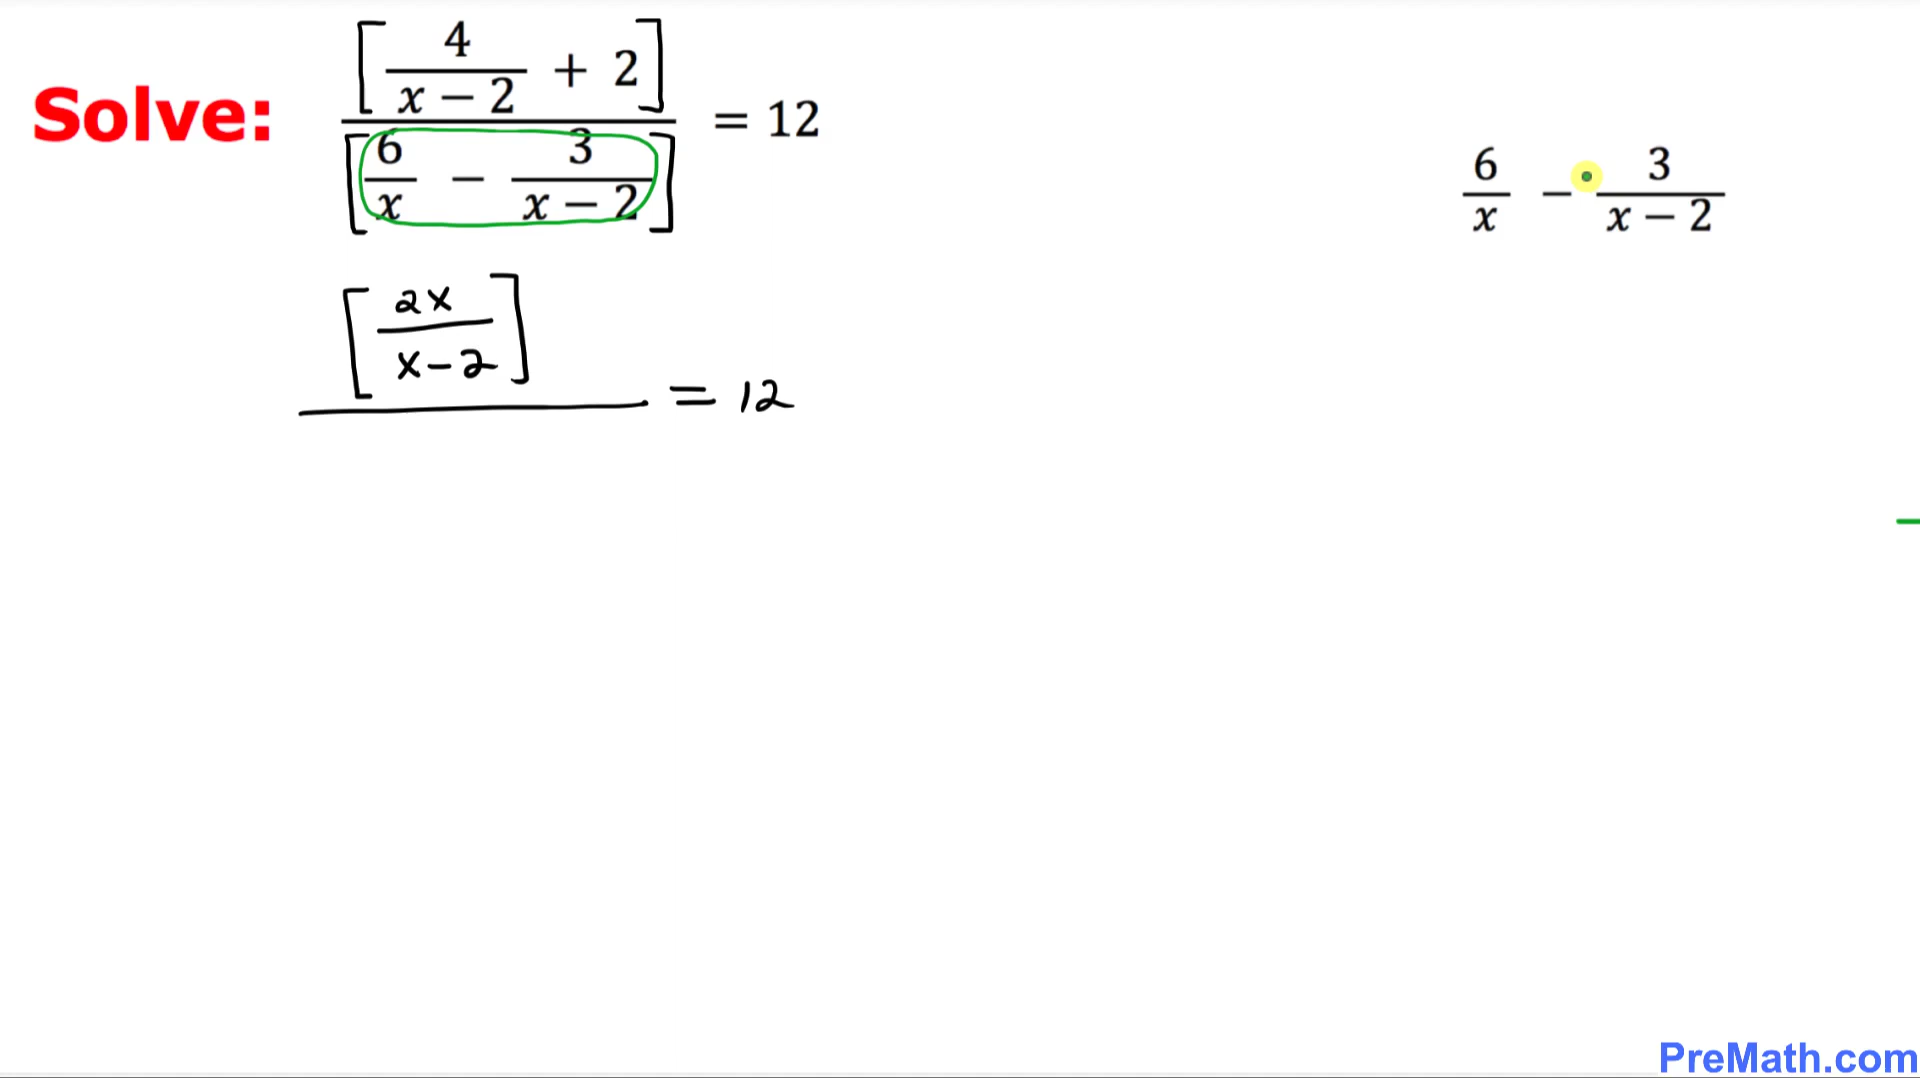 Solve: [4/(x − 2) + 2] / [6/x − 3/(x − 2)] = 12
6/x − 3/(x − 2)
[2x/(x-2)] / = 12
PreMath.com